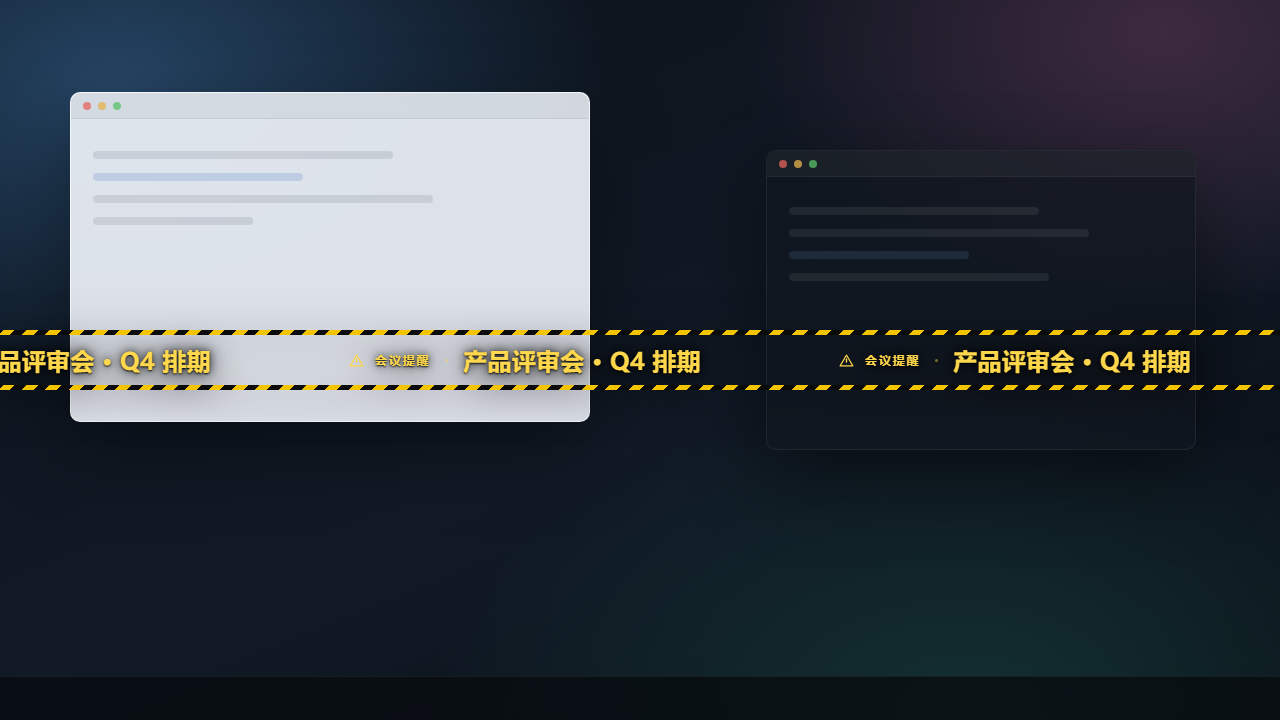 品评审会 • Q4 排期 ⚠ 会议提醒 · 产品评审会 • Q4 排期 ⚠ 会议提醒 · 产品评审会 • Q4 排期